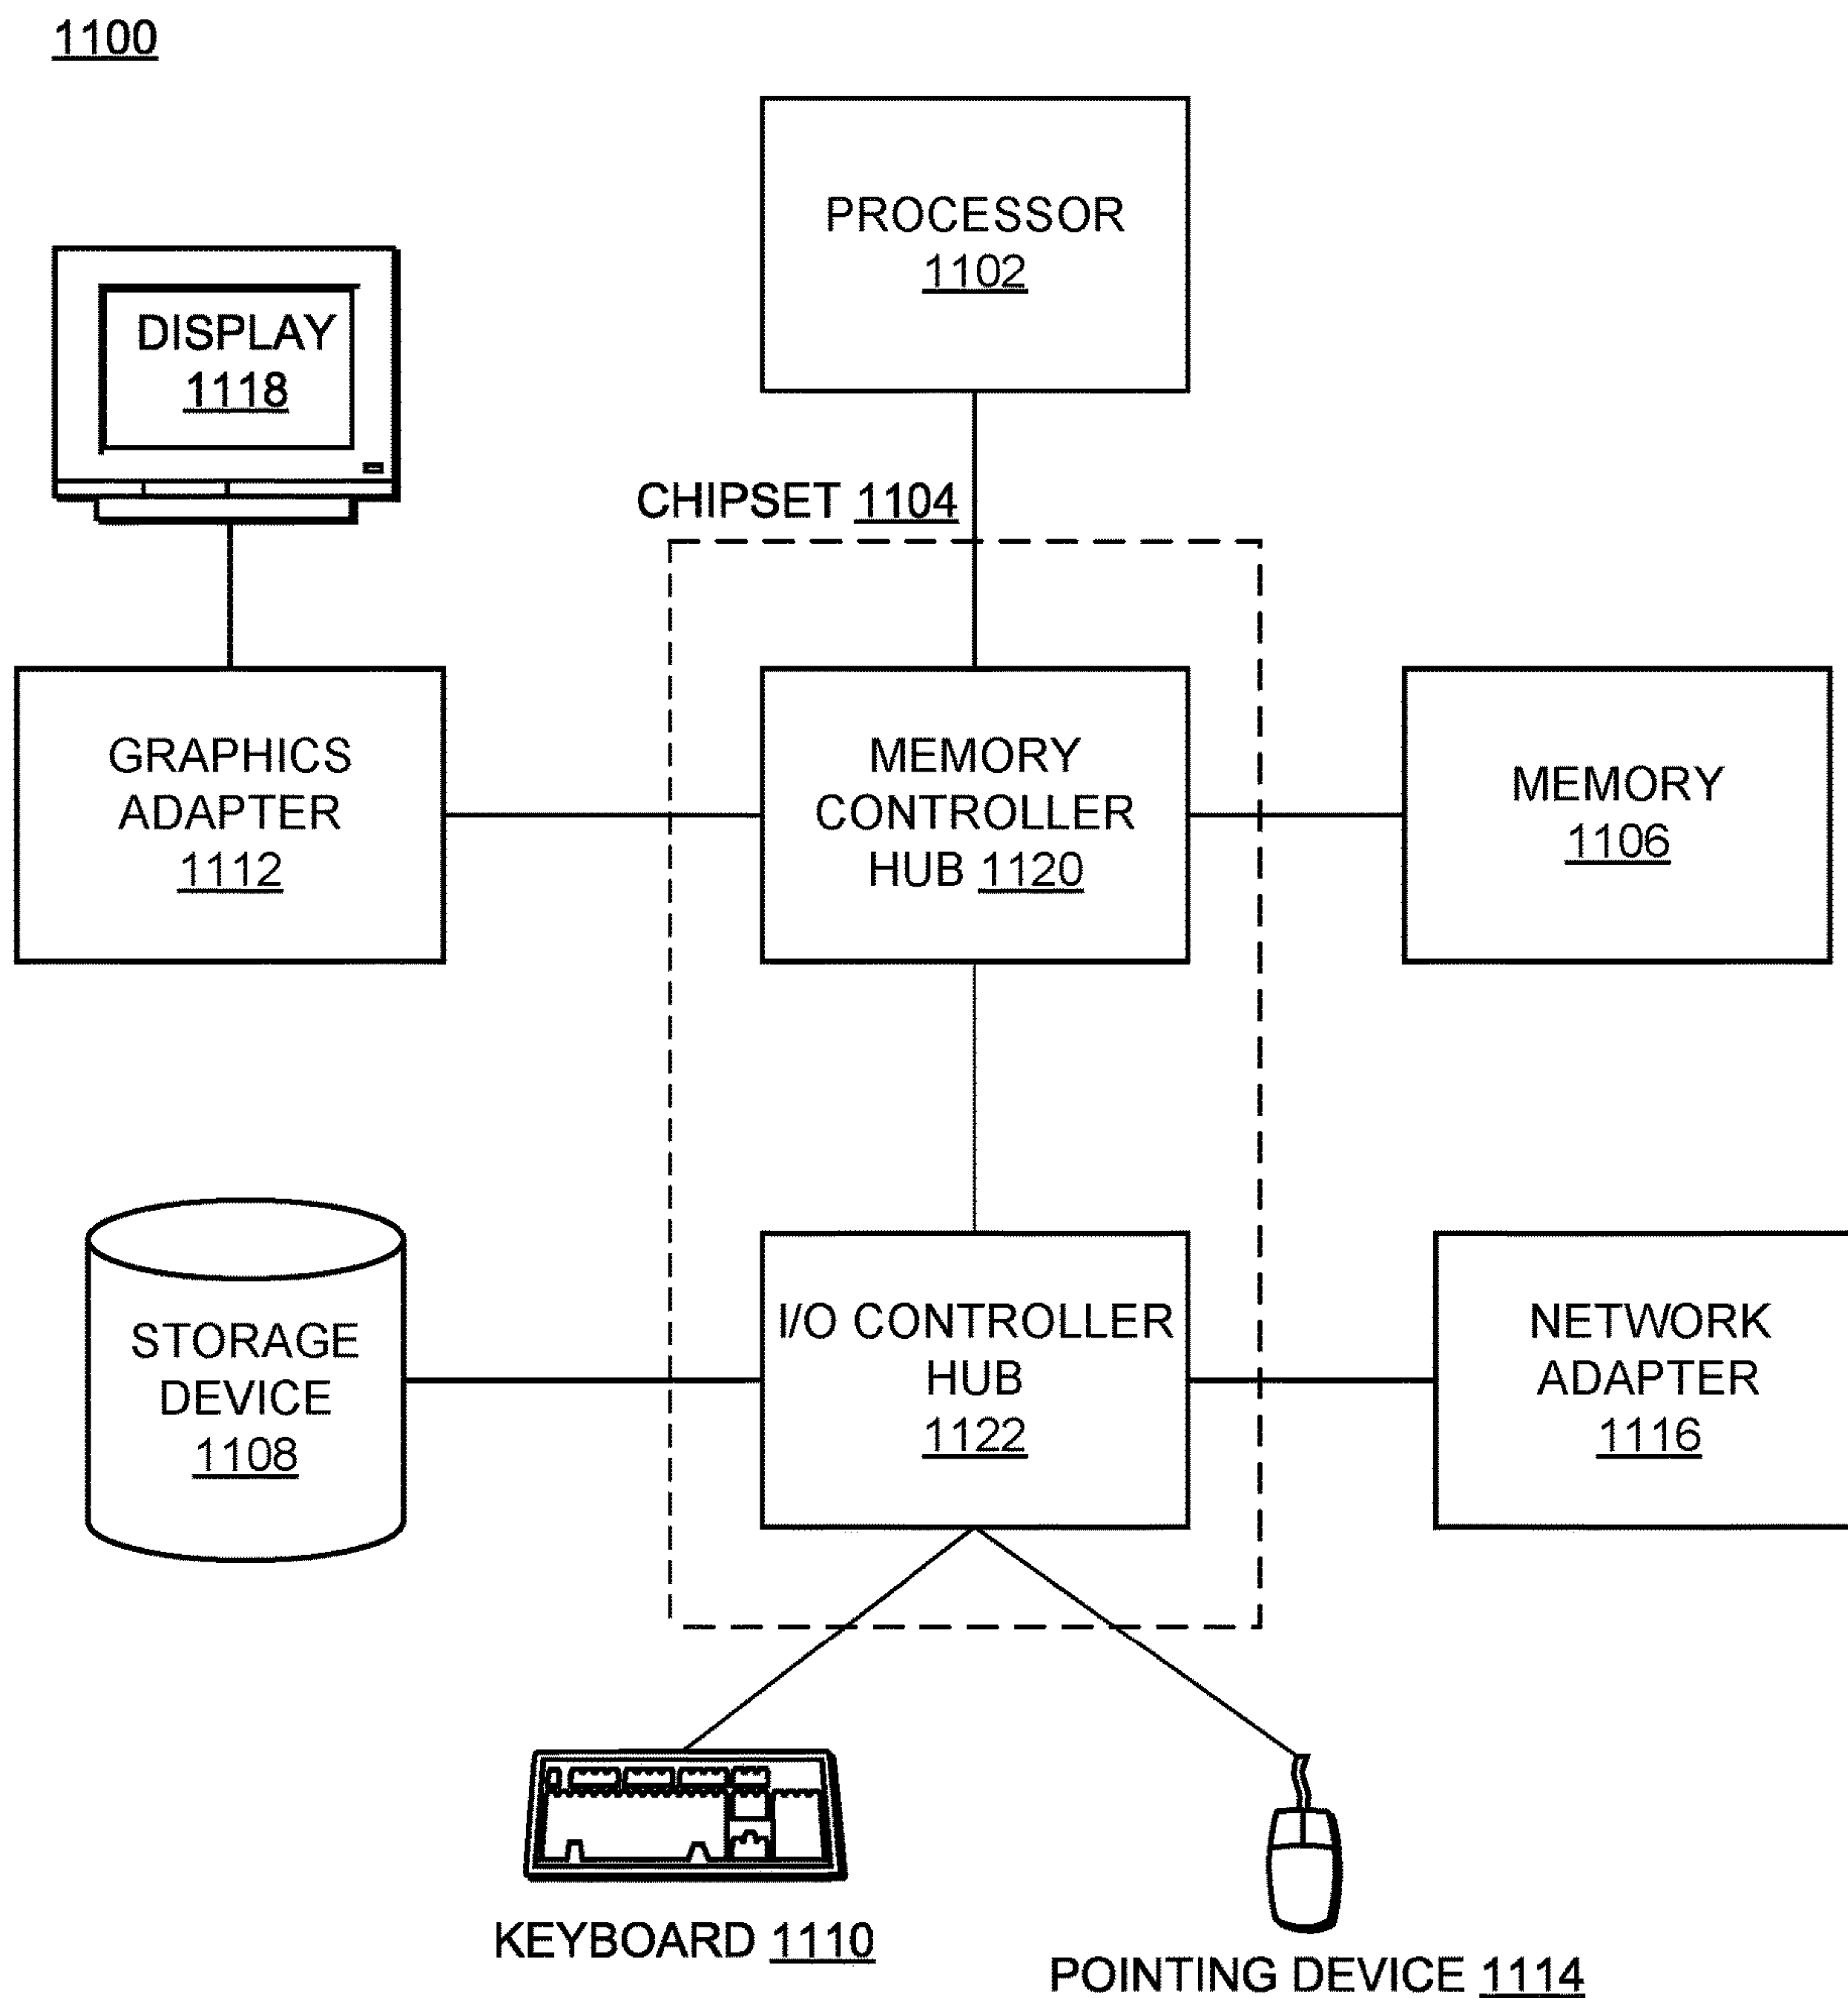 1100
PROCESSOR
1102
DISPLAY
1118
CHIPSET 1104
GRAPHICS
ADAPTER
1112
MEMORY
CONTROLLER
HUB 1120
MEMORY
1106
STORAGE
DEVICE
1108
I/O CONTROLLER
HUB
1122
NETWORK
ADAPTER
1116
KEYBOARD 1110
POINTING DEVICE 1114